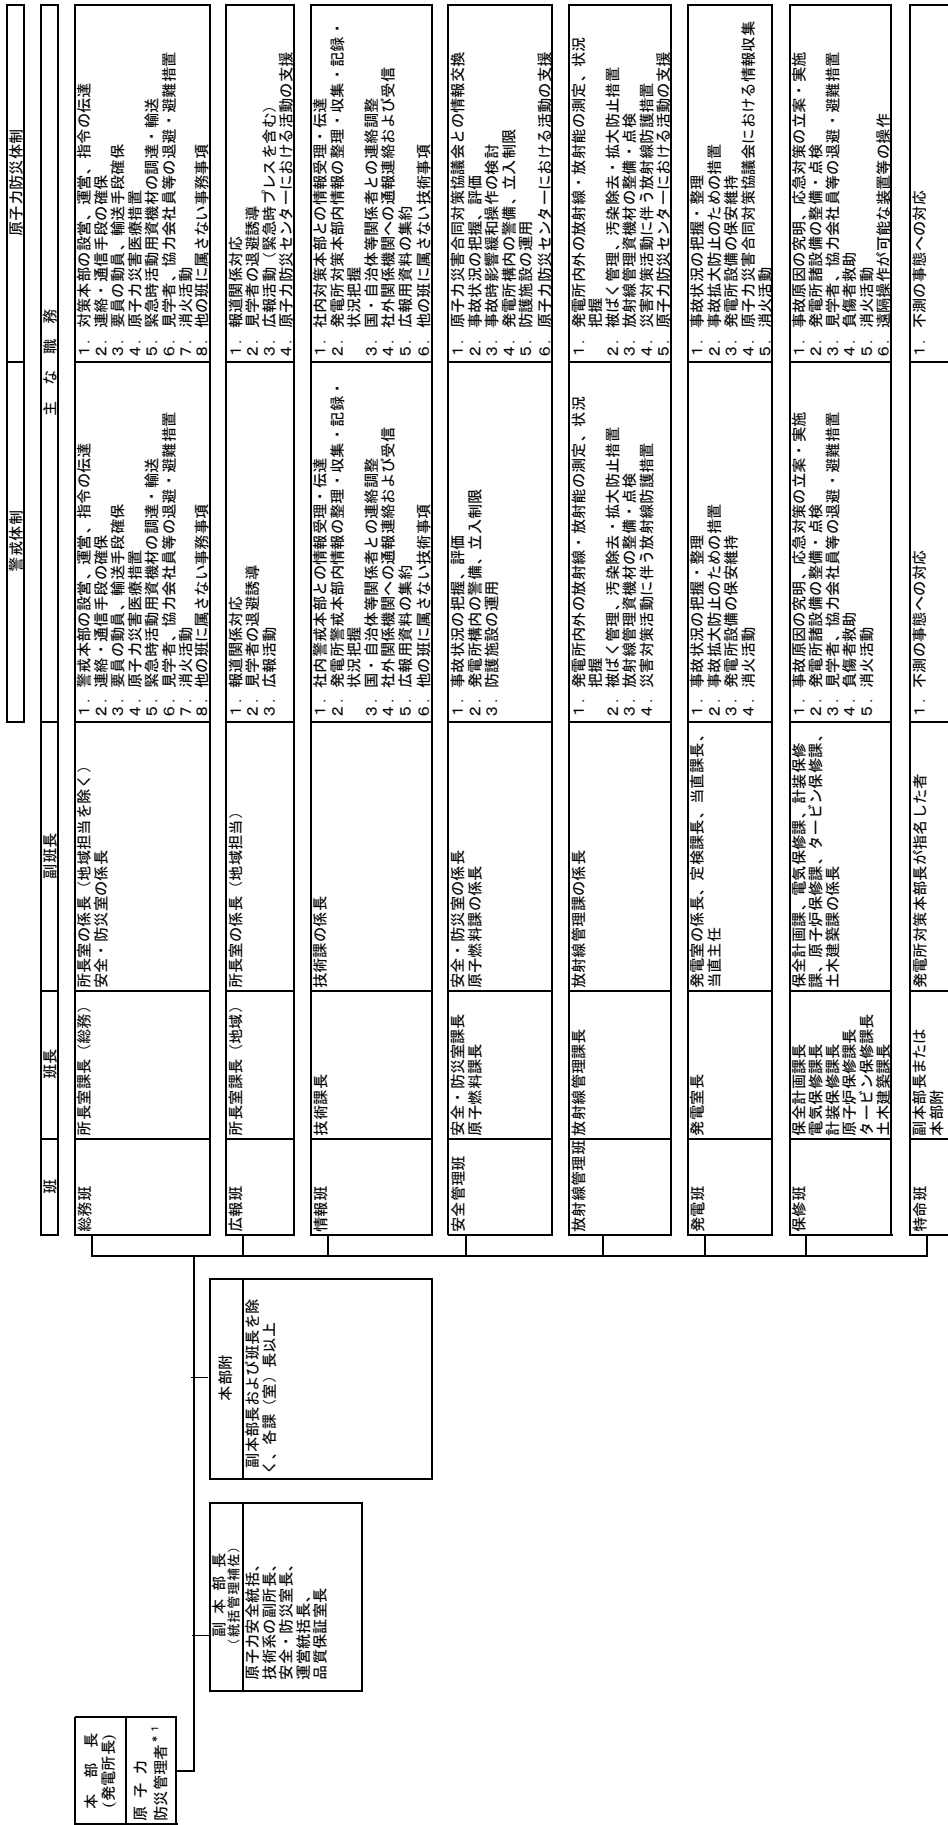 本 部 長
(発電所長)
原 子 力
防災管理者*1
副 本 部 長
(統括管理補佐)
原子力安全統括、
技術系の副所長、
安全・防災室長、
運営統括長、
品質保証室長
本部附
副本部長および班長を除
く、各課（室）長以上
警戒体制
原子力防災体制
班
班長
副班長
主 な 職 務
総務班
所長室課長（総務）
所長室の係長（地域担当を除く）
安全・防災室の係長
1．警戒本部の設営、運営、指令の伝達
2．連絡・通信手段の確保
3．要員の動員、輸送手段確保
4．原子力災害医療措置
5．緊急時活動用資機材の調達・輸送
6．見学者、協力会社員等の退避・避難措置
7．消火活動
8．他の班に属さない事務事項
1．対策本部の設営、運営、指令の伝達
2．連絡・通信手段の確保
3．要員の動員、輸送手段確保
4．原子力災害医療措置
5．緊急時活動用資機材の調達・輸送
6．見学者、協力会社員等の退避・避難措置
7．消火活動
8．他の班に属さない事務事項
広報班
所長室課長（地域）
所長室の係長（地域担当）
1．報道関係対応
2．見学者の退避誘導
3．広報活動
1．報道関係対応
2．見学者の退避誘導
3．広報活動（緊急時プレスを含む）
4．原子力防災センターにおける活動の支援
情報班
技術課長
技術課の係長
1．社内警戒本部との情報受理・伝達
2．発電所警戒本部内情報の整理・収集・記録・
状況把握
3．国・自治体等関係者との連絡調整
4．社外関係機関への通報連絡および受信
5．広報用資料の集約
6．他の班に属さない技術事項
1．社内対策本部との情報受理・伝達
2．発電所対策本部内情報の整理・収集・記録・
状況把握
3．国・自治体等関係者との連絡調整
4．社外関係機関への通報連絡および受信
5．広報用資料の集約
6．他の班に属さない技術事項
安全管理班
安全・防災室課長
原子燃料課長
安全・防災室の係長
原子燃料課の係長
1．事故状況の把握、評価
2．発電所構内の警備、立入制限
3．防護施設の運用
1．原子力災害合同対策協議会との情報交換
2．事故状況の把握、評価
3．事故時影響緩和操作の検討
4．発電所構内の警備、立入制限
5．防護施設の運用
6．原子力防災センターにおける活動の支援
放射線管理班
放射線管理課長
放射線管理課の係長
1．発電所内外の放射線・放射能の測定、状況
把握
2．被ばく管理、汚染除去・拡大防止措置
3．放射線管理資機材の整備・点検
4．災害対策活動に伴う放射線防護措置
1．発電所内外の放射線・放射能の測定、状況
把握
2．被ばく管理、汚染除去・拡大防止措置
3．放射線管理資機材の整備・点検
4．災害対策活動に伴う放射線防護措置
5．原子力防災センターにおける活動の支援
発電班
発電室長
発電室の係長、定検課長、当直課長、
当直主任
1．事故状況の把握・整理
2．事故拡大防止のための措置
3．発電所設備の保安維持
4．消火活動
1．事故状況の把握・整理
2．事故拡大防止のための措置
3．発電所設備の保安維持
4．原子力災害合同対策協議会における情報収集
5．消火活動
保修班
保全計画課長
電気保修課長
計装保修課長
原子炉保修課長
タービン保修課長
土木建築課長
保全計画課、電気保修課、計装保修
課、原子炉保修課、タービン保修課、
土木建築課の係長
1．事故原因の究明、応急対策の立案・実施
2．発電所諸設備の整備・点検
3．見学者、協力会社員等の退避・避難措置
4．負傷者救助
5．消火活動
1．事故原因の究明、応急対策の立案・実施
2．発電所諸設備の整備・点検
3．見学者、協力会社員等の退避・避難措置
4．負傷者救助
5．消火活動
6．遠隔操作が可能な装置等の操作
特命班
副本部長または
本部附
発電所対策本部長が指名した者
1．不測の事態への対応
1．不測の事態への対応